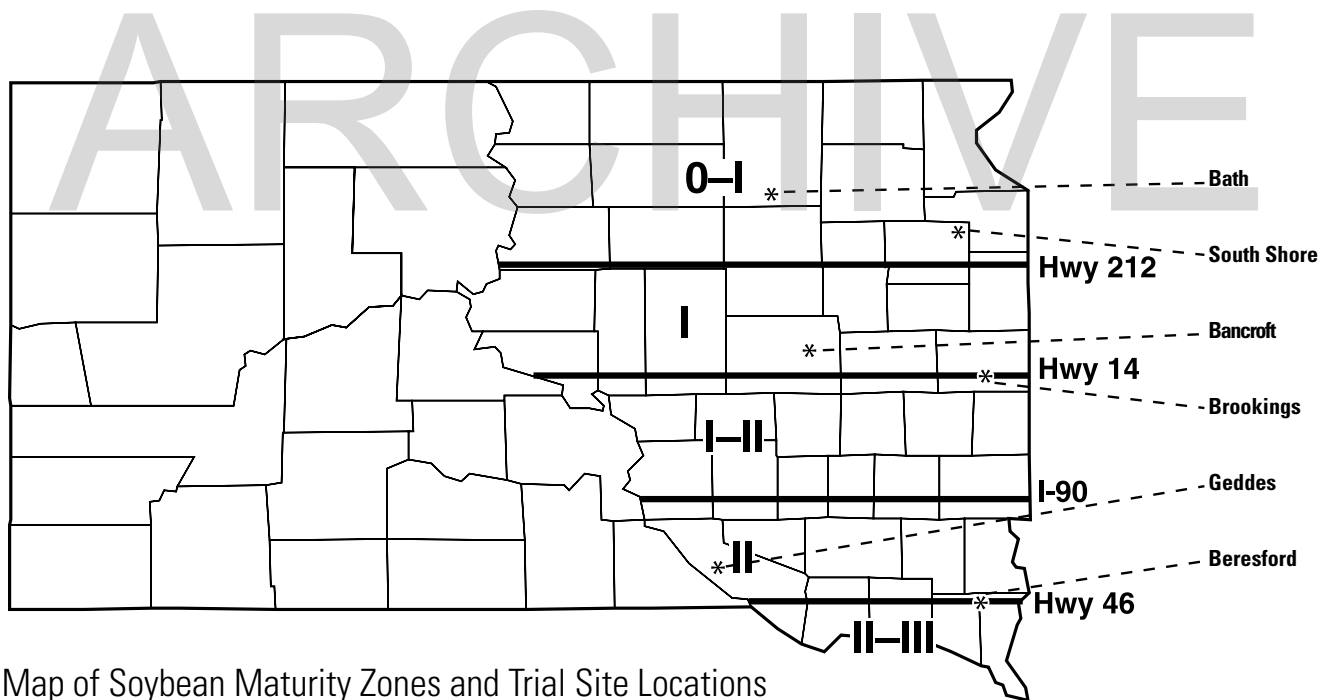 ARCHIVE
0–I
* Bath
* South Shore
Hwy 212
I
* Bancroft
Hwy 14
* Brookings
I–II
I-90
* Geddes
II
* Beresford
Hwy 46
II–III
Map of Soybean Maturity Zones and Trial Site Locations